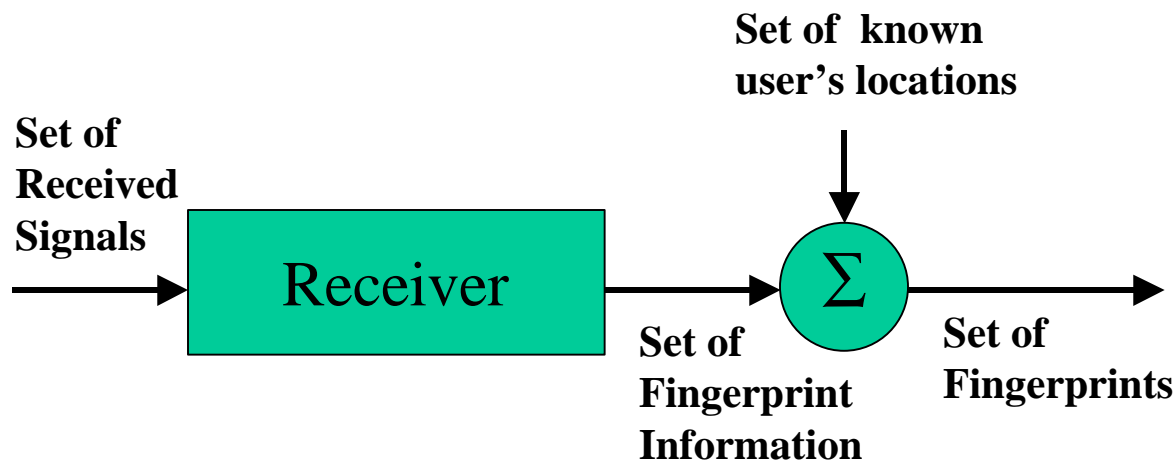 Set of known
user's locations
Set of
Received
Signals
Receiver
Σ
Set of
Fingerprint
Information
Set of
Fingerprints